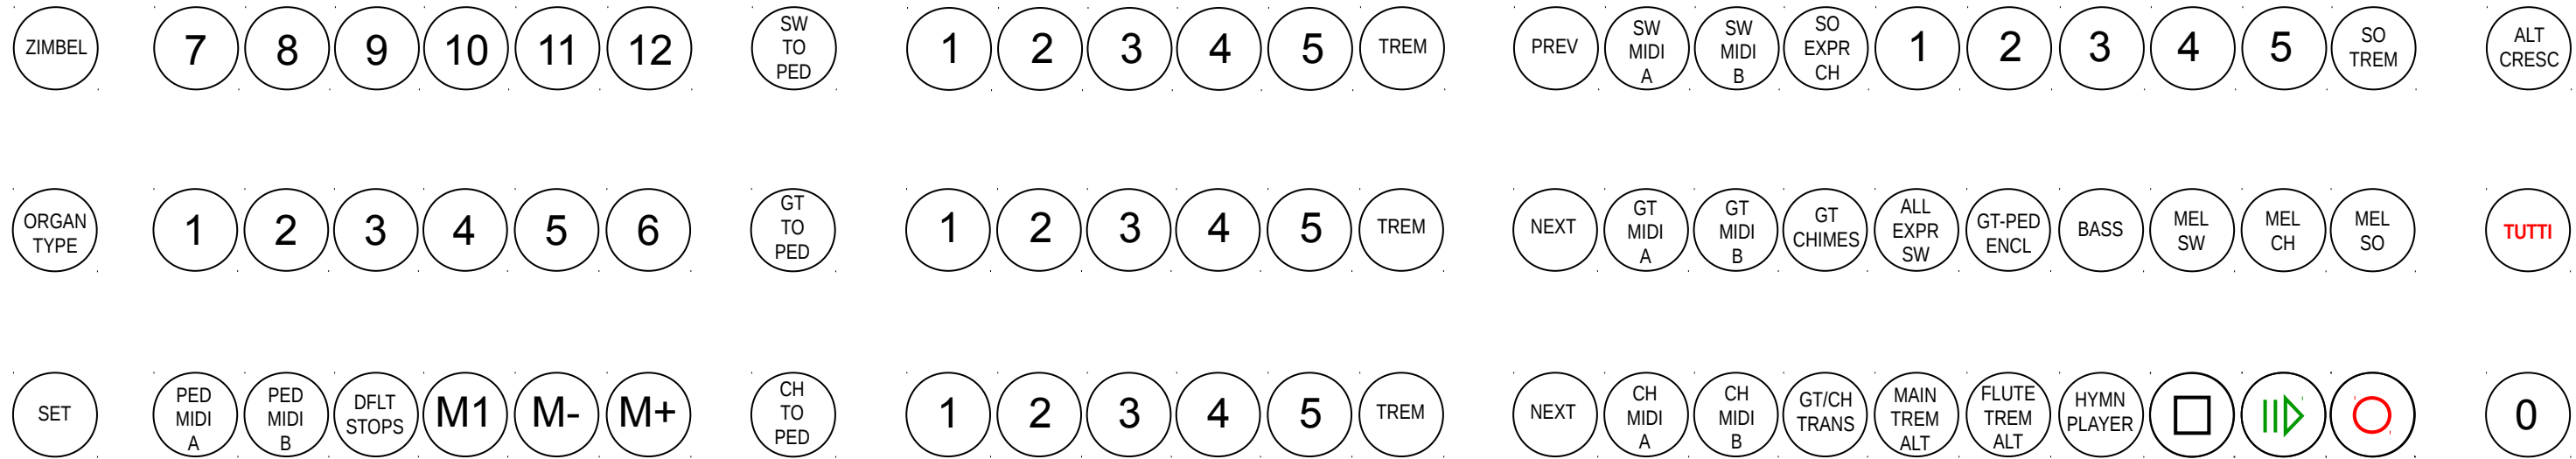 ZIMBEL
7
8
9
10
11
12
SW
TO
PED
1
2
3
4
5
TREM
PREV
SW
MIDI
A
SW
MIDI
B
SO
EXPR
CH
1
2
3
4
5
SO
TREM
ALT
CRESC
ORGAN
TYPE
1
2
3
4
5
6
GT
TO
PED
1
2
3
4
5
TREM
NEXT
GT
MIDI
A
GT
MIDI
B
GT
CHIMES
ALL
EXPR
SW
GT-PED
ENCL
BASS
MEL
SW
MEL
CH
MEL
SO
TUTTI
SET
PED
MIDI
A
PED
MIDI
B
DFLT
STOPS
M1
M-
M+
CH
TO
PED
1
2
3
4
5
TREM
NEXT
CH
MIDI
A
CH
MIDI
B
GT/CH
TRANS
MAIN
TREM
ALT
FLUTE
TREM
ALT
HYMN
PLAYER
0